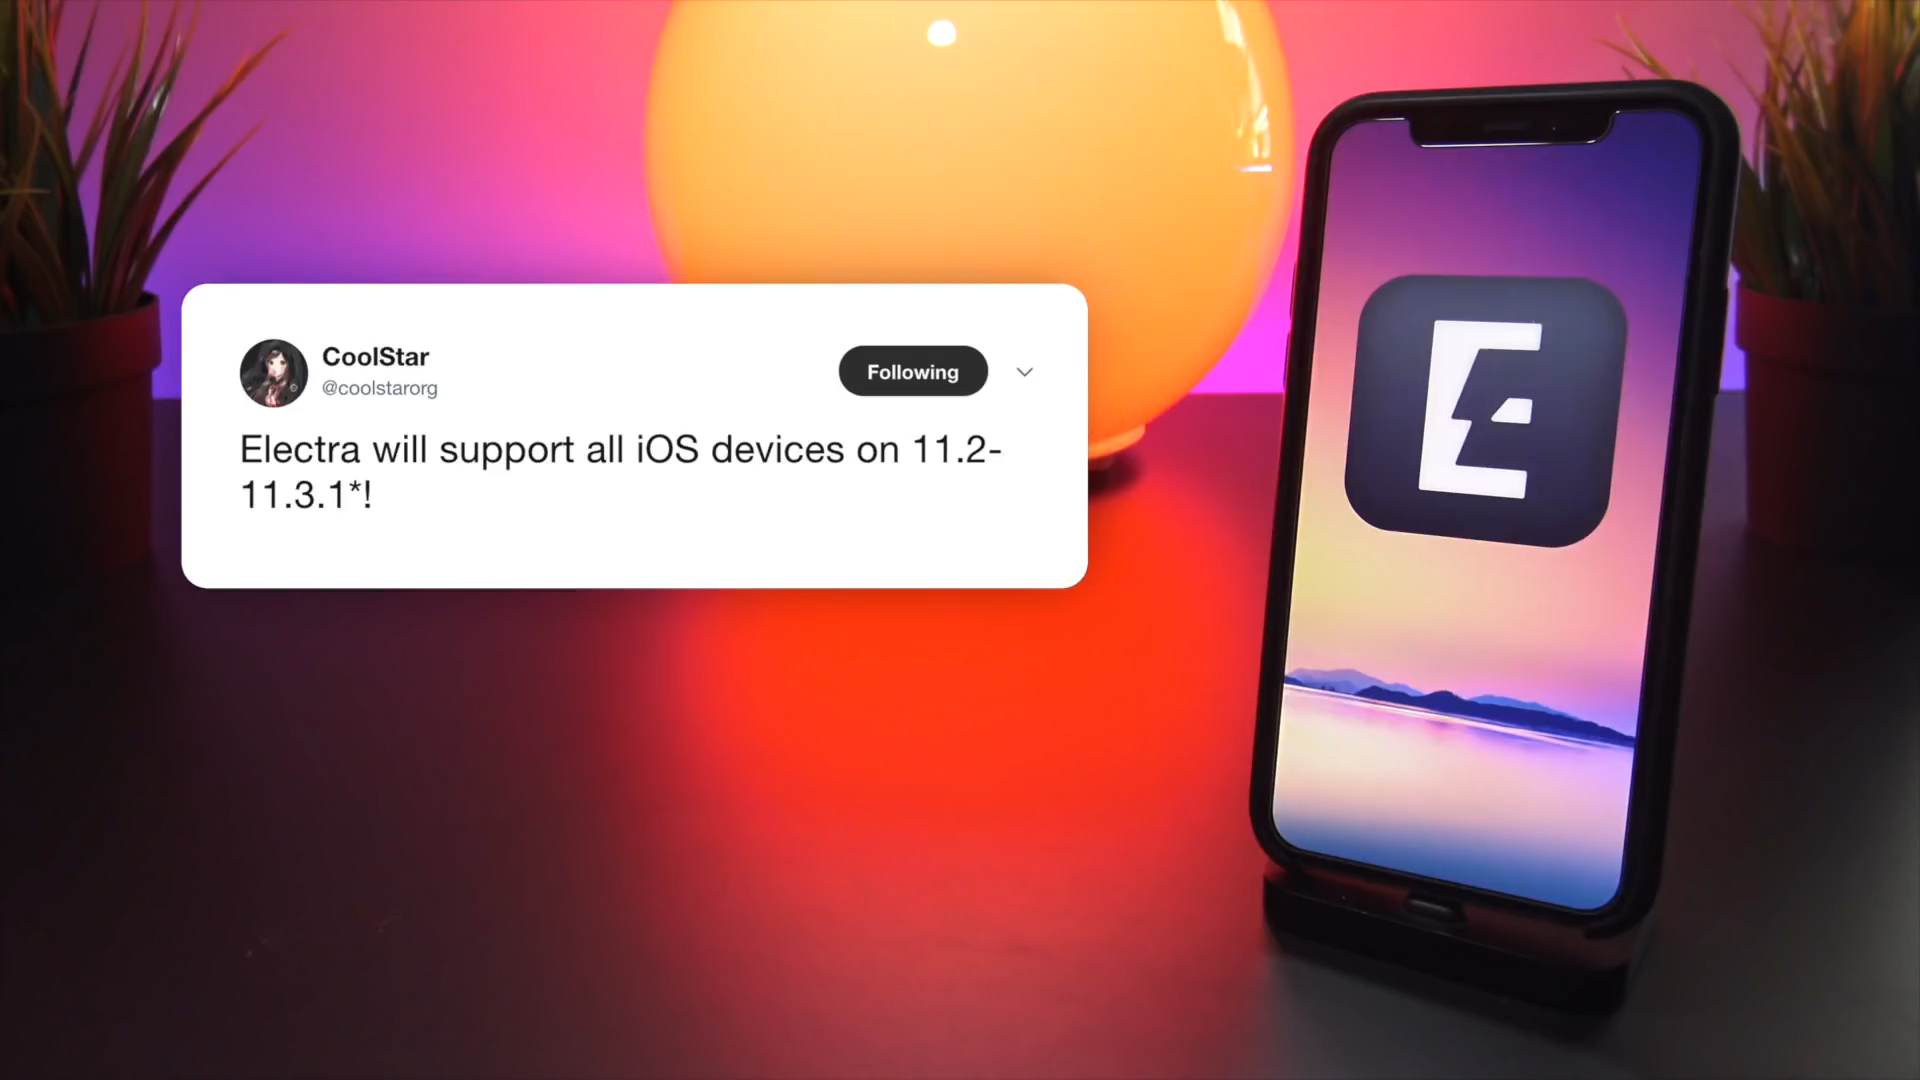 CoolStar
@coolstarorg
Following
Electra will support all iOS devices on 11.2-
11.3.1*!
E